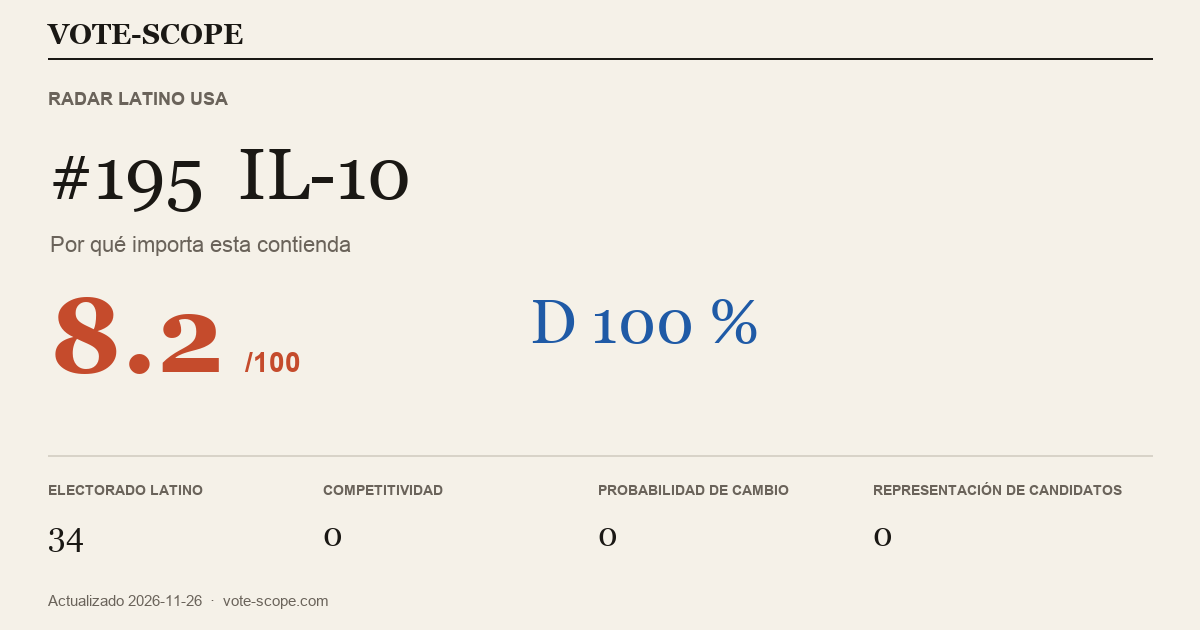 VOTE-SCOPE
RADAR LATINO USA
#195 IL-10
Por qué importa esta contienda
8.2 /100
D 100 %
ELECTORADO LATINO
34
COMPETITIVIDAD
0
PROBABILIDAD DE CAMBIO
0
REPRESENTACIÓN DE CANDIDATOS
0
Actualizado 2026-11-26 · vote-scope.com